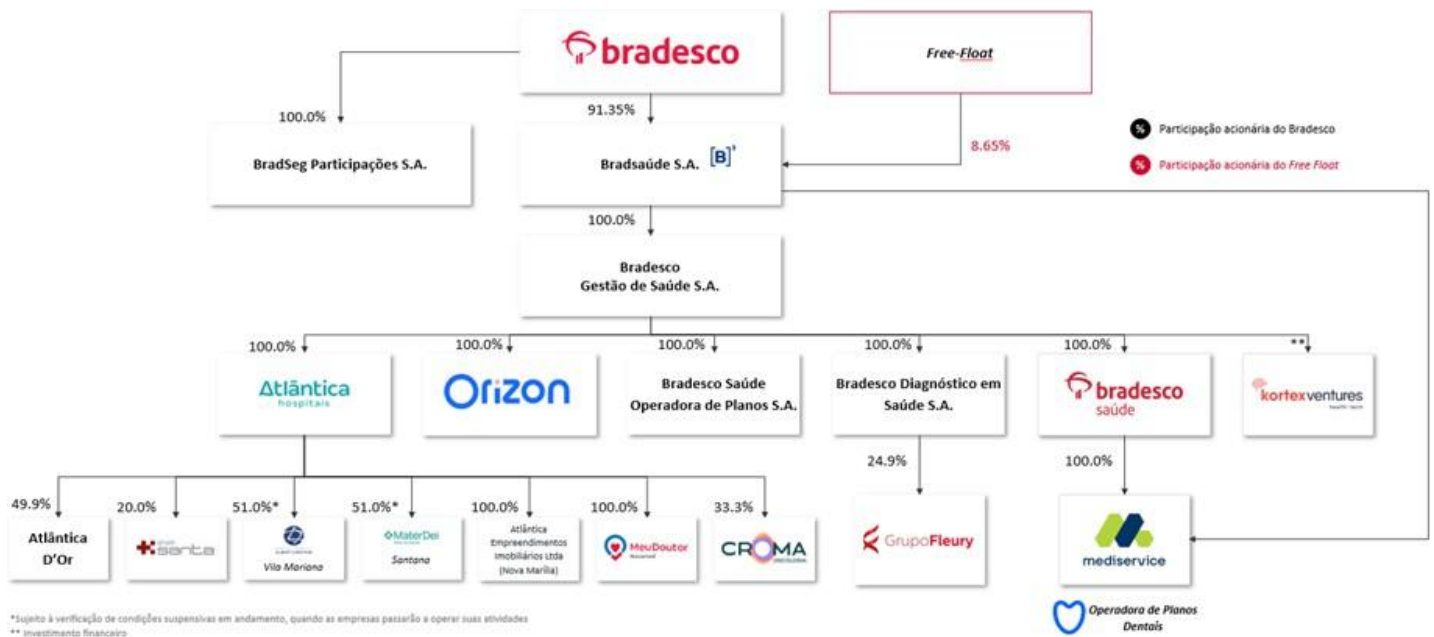 bradesco
Free-Float
100.0%
91.35%
8.65%
% Participação acionária do Bradesco
% Participação acionária do Free Float
BradSeg Participações S.A.
Bradsaúde S.A. [B]³
100.0%
Bradesco
Gestão de Saúde S.A.
100.0%
100.0%
100.0%
100.0%
100.0%
**
Atlântica
hospitais
Orizon
Bradesco Saúde
Operadora de Planos S.A.
Bradesco Diagnóstico em
Saúde S.A.
bradesco
saúde
kortexventures
49.9%
20.0%
51.0%*
51.0%*
100.0%
100.0%
33.3%
24.9%
100.0%
Atlântica
D'Or
santa
Vila Mariana
MaterDei
Santana
Atlântica
Empreendimentos
Imobiliários Ltda
(Nova Marília)
MeuDoutor
Novamed
CROMA
ONCOLOGIA
GrupoFleury
mediservice
Operadora de Planos
Dentais
*Sujeito à verificação de condições suspensivas em andamento, quando as empresas passarão a operar suas atividades
** Investimento financeiro